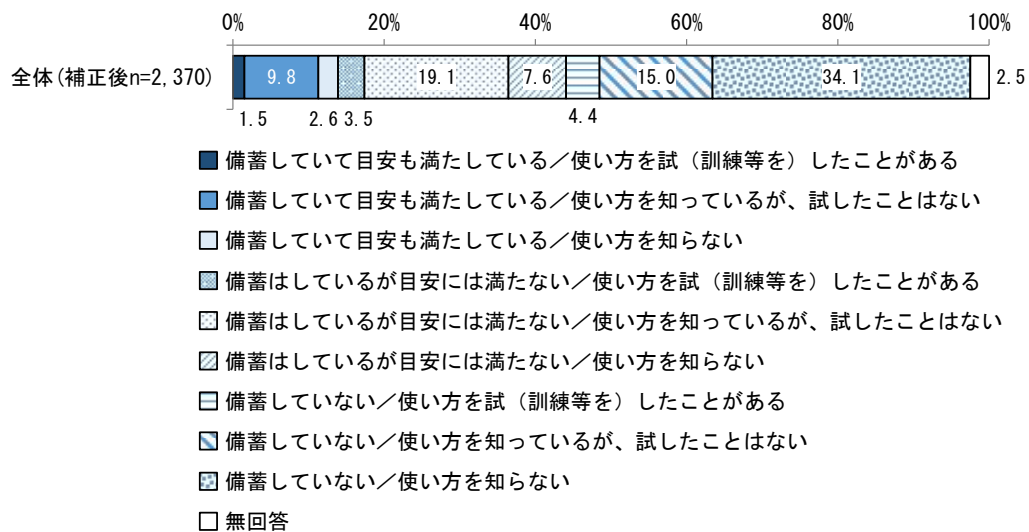 0% 20% 40% 60% 80% 100%
全体(補正後n=2,370) 9.8 19.1 7.6 15.0 34.1 2.5
1.5 2.6 3.5 4.4
備蓄していて目安も満たしている／使い方を試（訓練等を）したことがある
備蓄していて目安も満たしている／使い方を知っているが、試したことはない
備蓄していて目安も満たしている／使い方を知らない
備蓄はしているが目安には満たない／使い方を試（訓練等を）したことがある
備蓄はしているが目安には満たない／使い方を知っているが、試したことはない
備蓄はしているが目安には満たない／使い方を知らない
備蓄していない／使い方を試（訓練等を）したことがある
備蓄していない／使い方を知っているが、試したことはない
備蓄していない／使い方を知らない
無回答